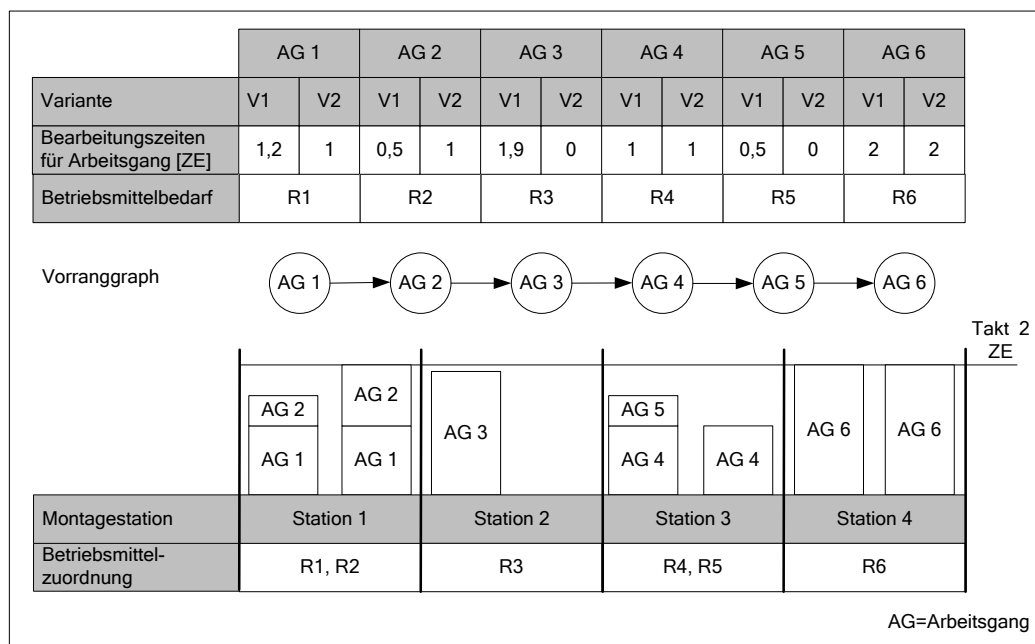 AG 1 AG 2 AG 3 AG 4 AG 5 AG 6
Variante V1 V2 V1 V2 V1 V2 V1 V2 V1 V2 V1 V2
Bearbeitungszeiten
für Arbeitsgang [ZE] 1,2 1 0,5 1 1,9 0 1 1 0,5 0 2 2
Betriebsmittelbedarf R1 R2 R3 R4 R5 R6
Vorranggraph AG 1 AG 2 AG 3 AG 4 AG 5 AG 6
Takt 2
ZE
AG 2 AG 2 AG 3 AG 5 AG 6 AG 6
AG 1 AG 1 AG 4 AG 4
Montagestation Station 1 Station 2 Station 3 Station 4
Betriebsmittel-
zuordnung R1, R2 R3 R4, R5 R6
AG=Arbeitsgang